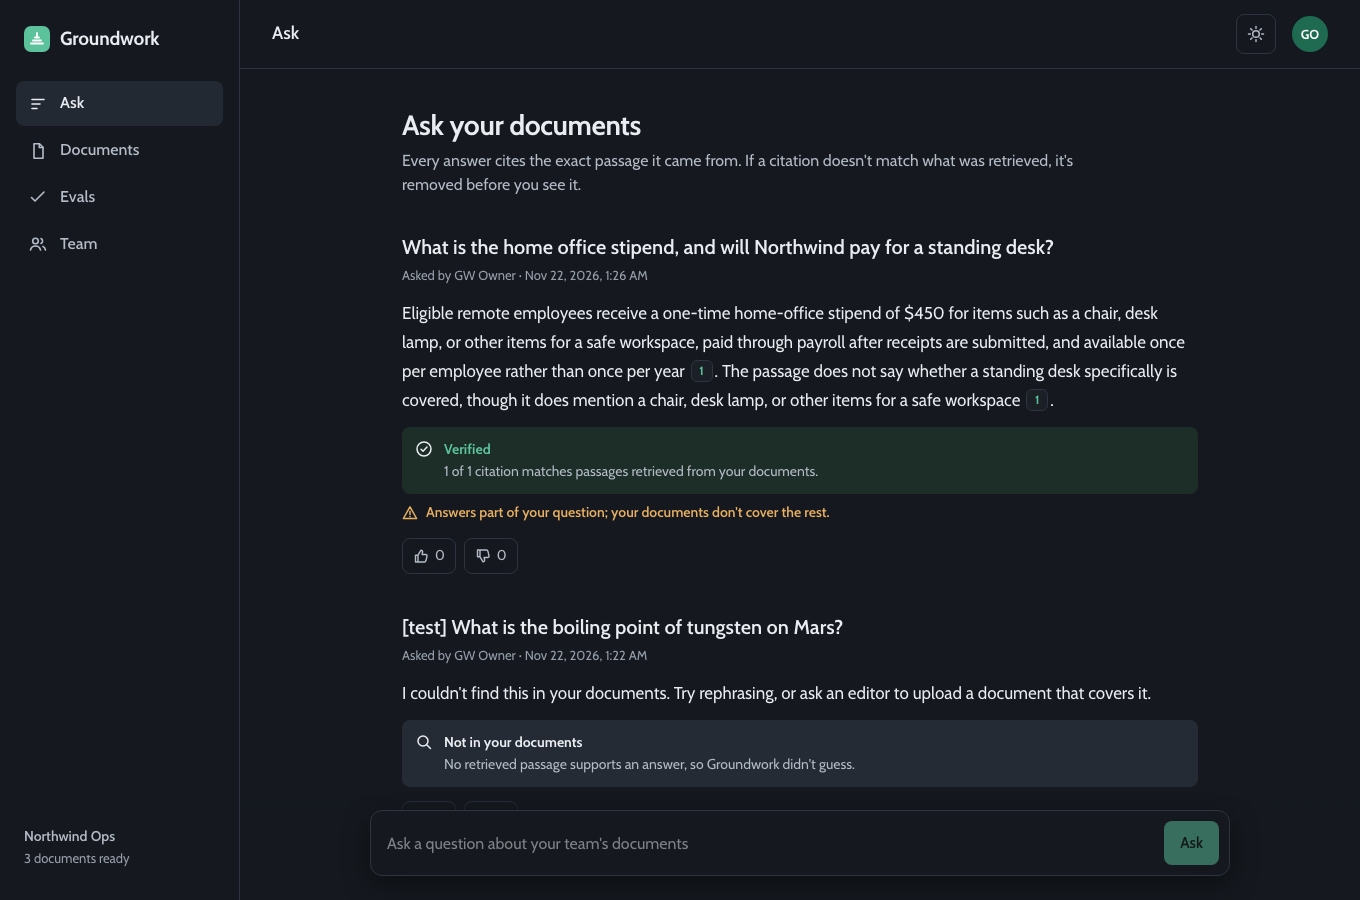 Groundwork
Ask
Documents
Evals
Team
Northwind Ops
3 documents ready
Ask
GO
Ask your documents
Every answer cites the exact passage it came from. If a citation doesn't match what was retrieved, it's
removed before you see it.
What is the home office stipend, and will Northwind pay for a standing desk?
Asked by GW Owner · Nov 22, 2026, 1:26 AM
Eligible remote employees receive a one-time home-office stipend of $450 for items such as a chair, desk
lamp, or other items for a safe workspace, paid through payroll after receipts are submitted, and available once
per employee rather than once per year 1. The passage does not say whether a standing desk specifically is
covered, though it does mention a chair, desk lamp, or other items for a safe workspace 1.
Verified
1 of 1 citation matches passages retrieved from your documents.
Answers part of your question; your documents don't cover the rest.
0 0
[test] What is the boiling point of tungsten on Mars?
Asked by GW Owner · Nov 22, 2026, 1:22 AM
I couldn't find this in your documents. Try rephrasing, or ask an editor to upload a document that covers it.
Not in your documents
No retrieved passage supports an answer, so Groundwork didn't guess.
Ask a question about your team's documents
Ask